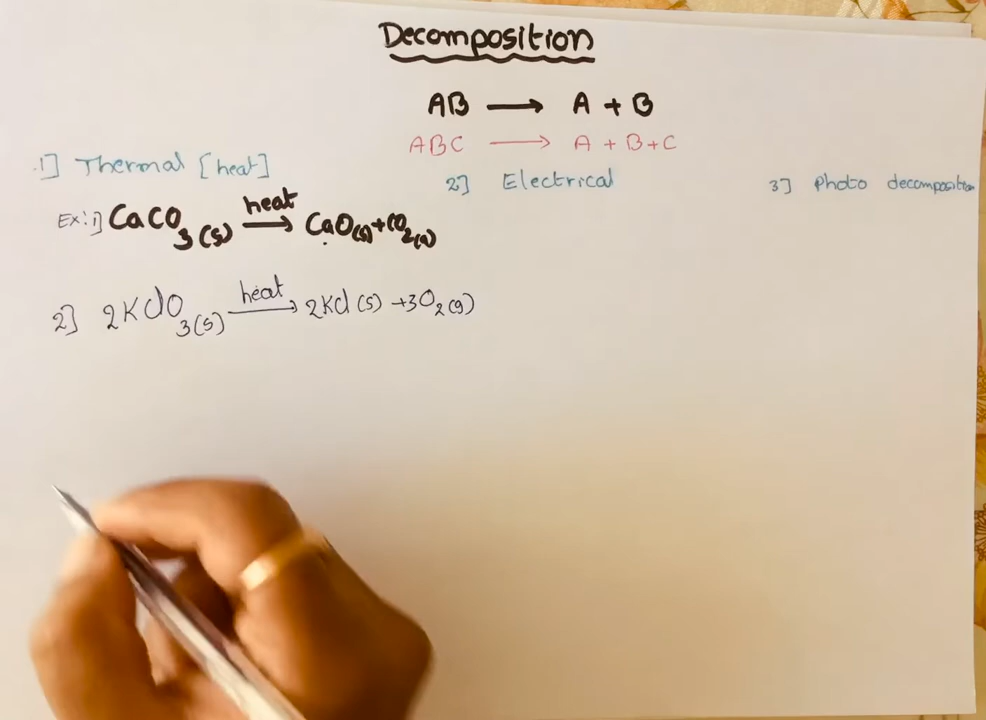 Decomposition
AB → A + B
ABC → A + B + C
1] Thermal [heat]
2] Electrical
3] Photo decomposition
Ex: 1] CaCO3(s) heat → CaO(s) + CO2(g)
2] 2KClO3(s) heat → 2KCl(s) + 3O2(g)